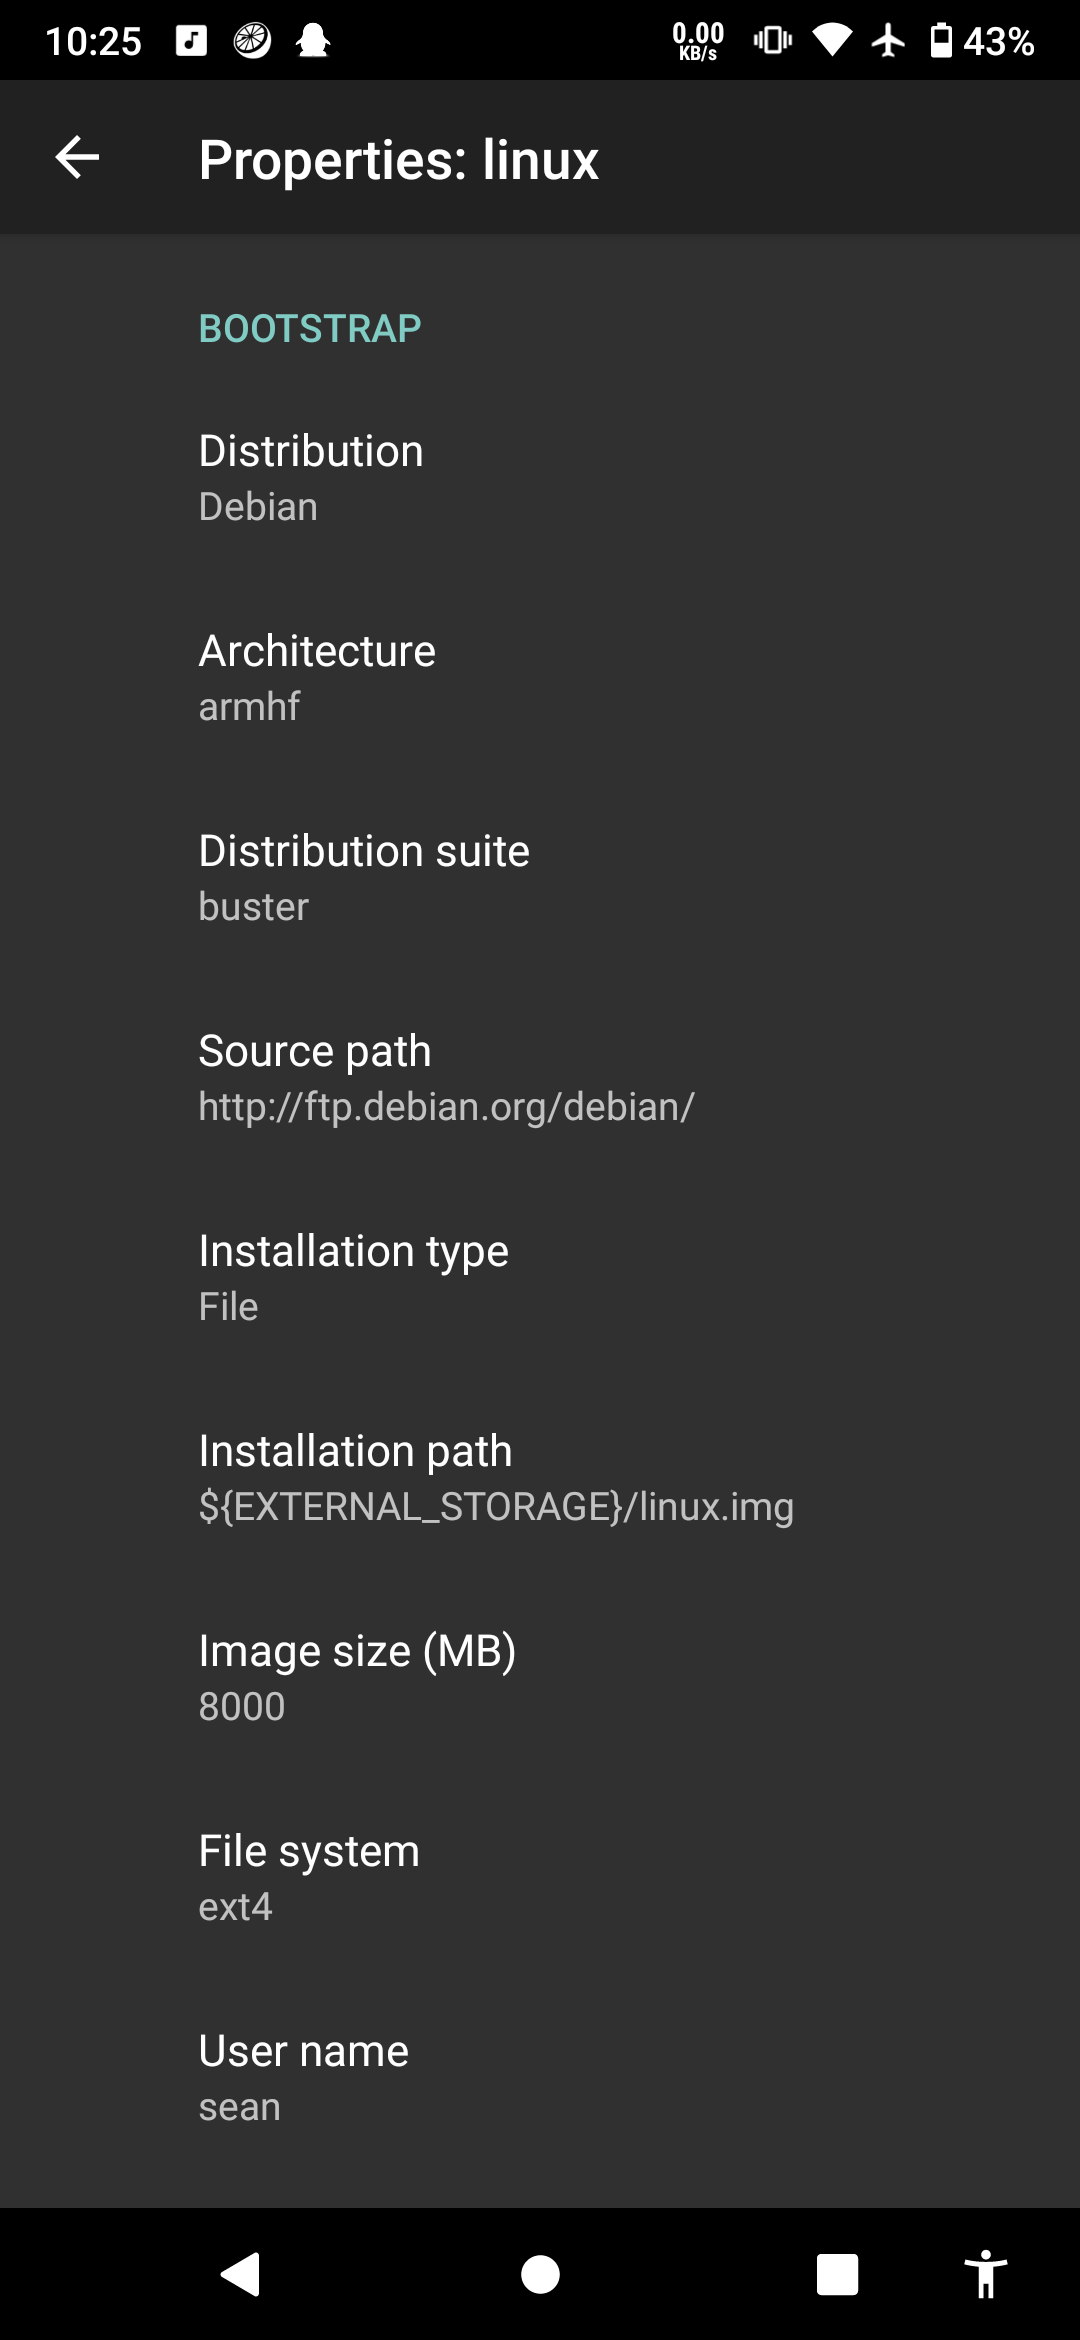 10:25 0.00 KB/s 43%
Properties: linux
BOOTSTRAP
Distribution
Debian
Architecture
armhf
Distribution suite
buster
Source path
http://ftp.debian.org/debian/
Installation type
File
Installation path
${EXTERNAL_STORAGE}/linux.img
Image size (MB)
8000
File system
ext4
User name
sean